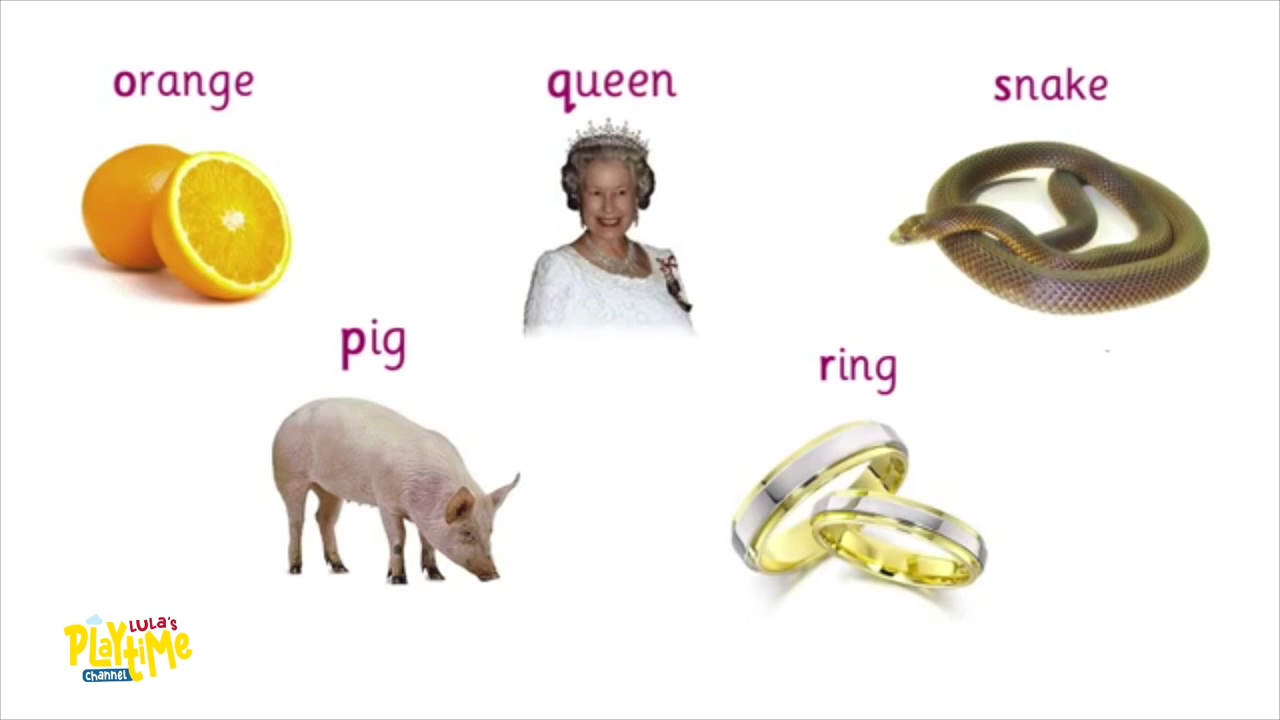 orange
queen
snake
pig
ring
LULA's
PLaYtiMe
channel